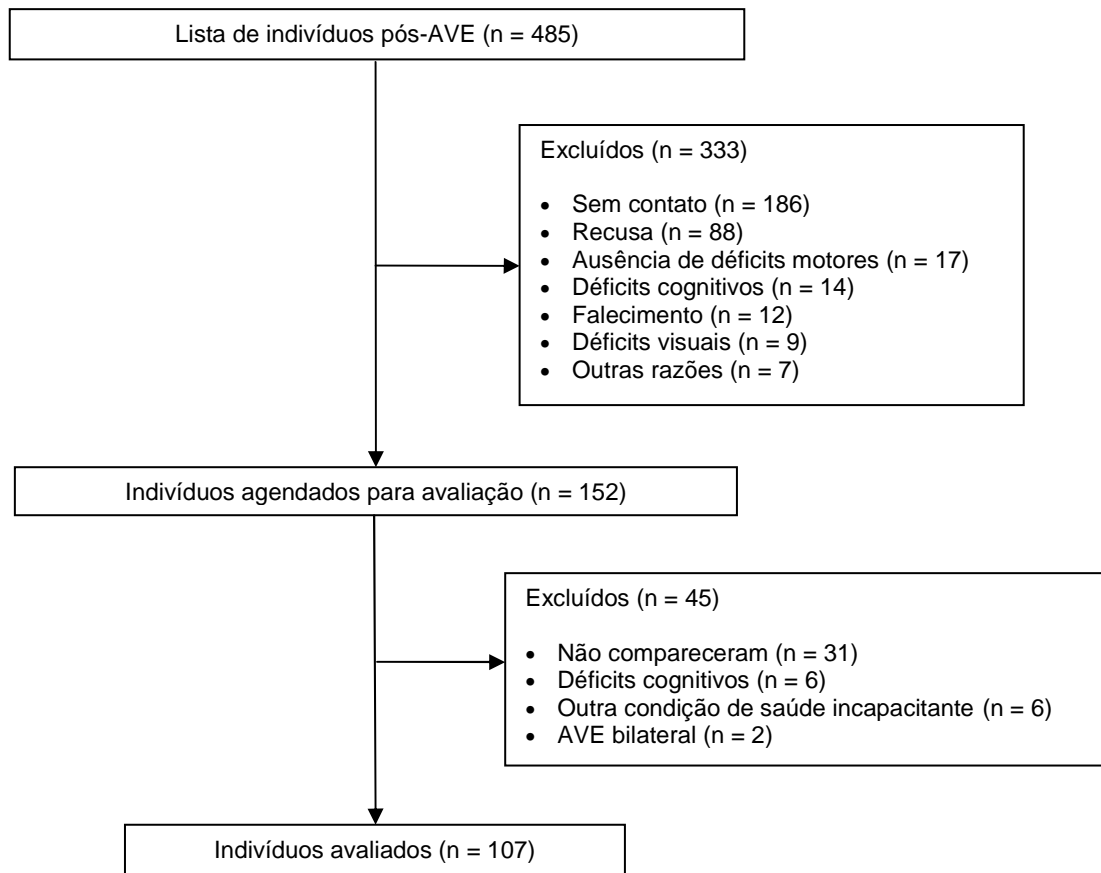 Lista de indivíduos pós-AVE (n = 485)
Excluídos (n = 333)
• Sem contato (n = 186)
• Recusa (n = 88)
• Ausência de déficits motores (n = 17)
• Déficits cognitivos (n = 14)
• Falecimento (n = 12)
• Déficits visuais (n = 9)
• Outras razões (n = 7)
Indivíduos agendados para avaliação (n = 152)
Excluídos (n = 45)
• Não compareceram (n = 31)
• Déficits cognitivos (n = 6)
• Outra condição de saúde incapacitante (n = 6)
• AVE bilateral (n = 2)
Indivíduos avaliados (n = 107)